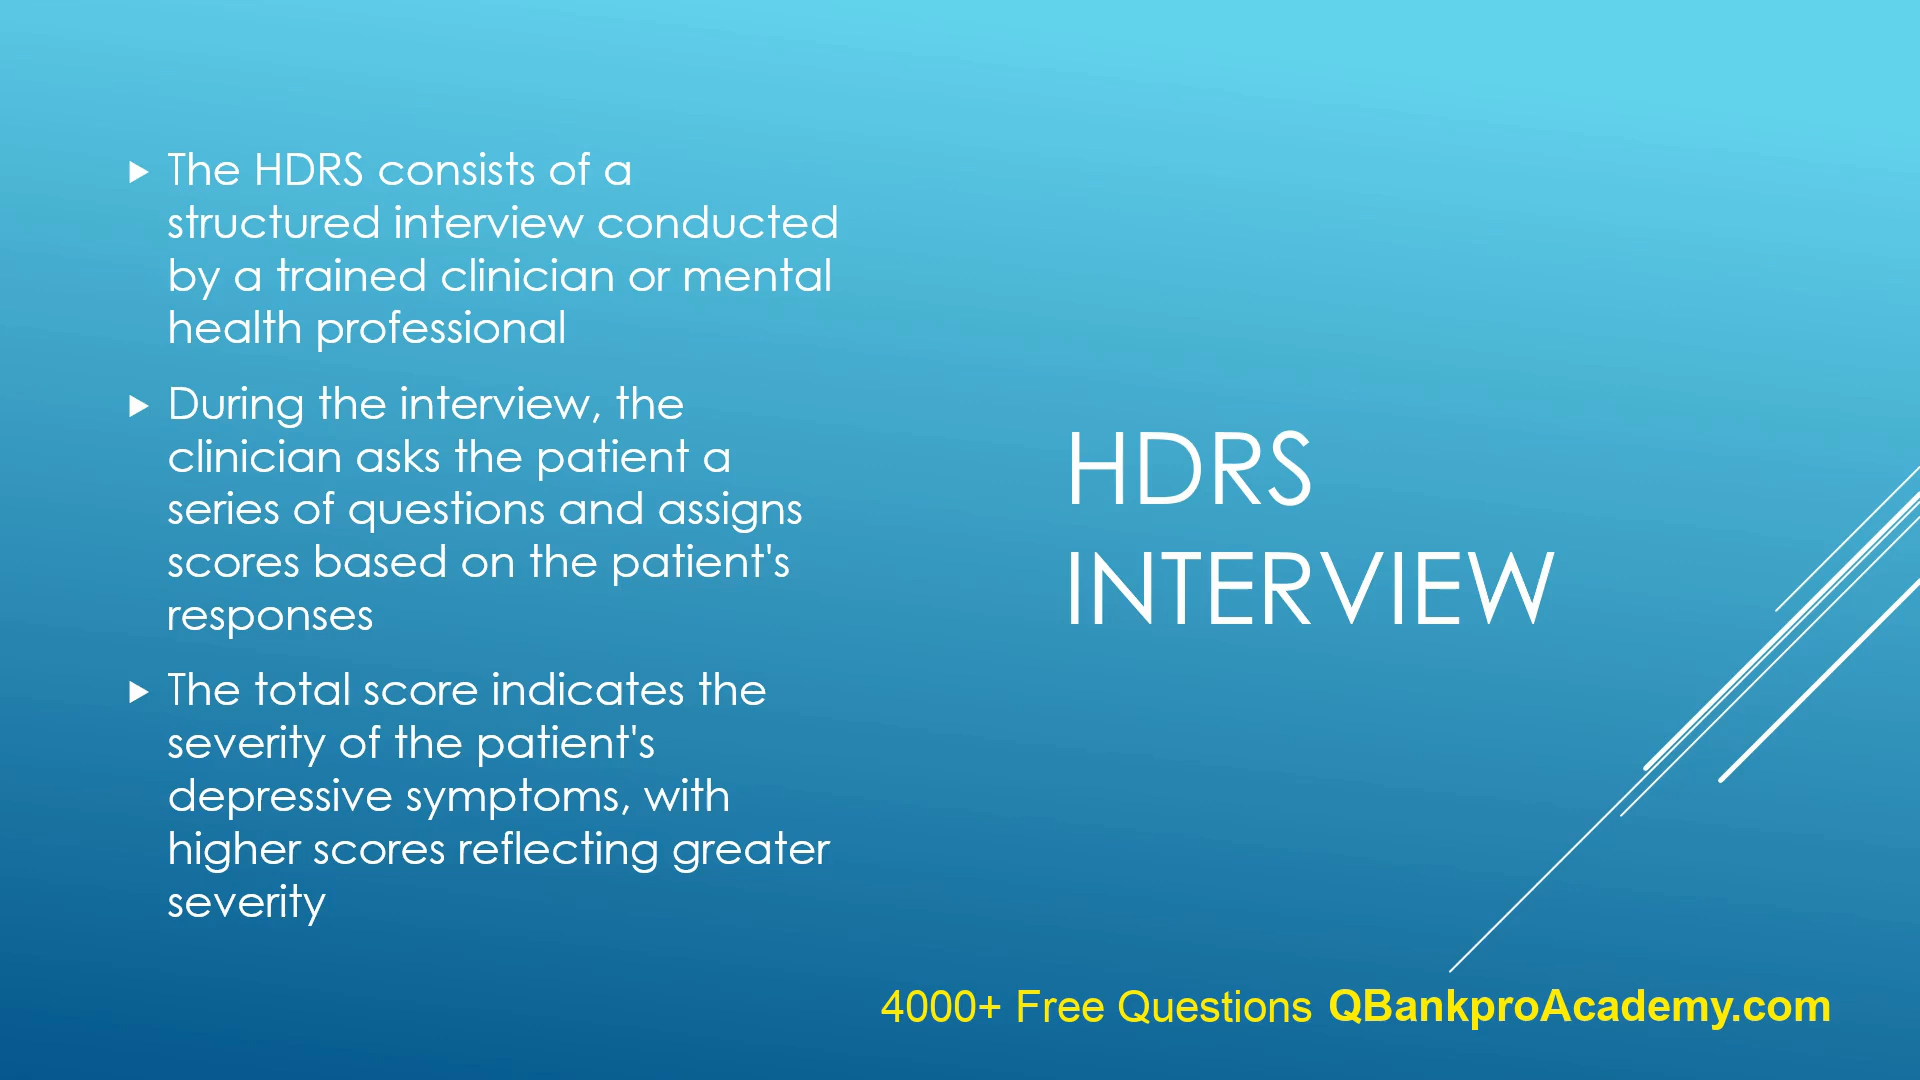 The HDRS consists of a
structured interview conducted
by a trained clinician or mental
health professional
During the interview, the
clinician asks the patient a
series of questions and assigns
scores based on the patient's
responses
The total score indicates the
severity of the patient's
depressive symptoms, with
higher scores reflecting greater
severity
HDRS
INTERVIEW
4000+ Free Questions QBankproAcademy.com